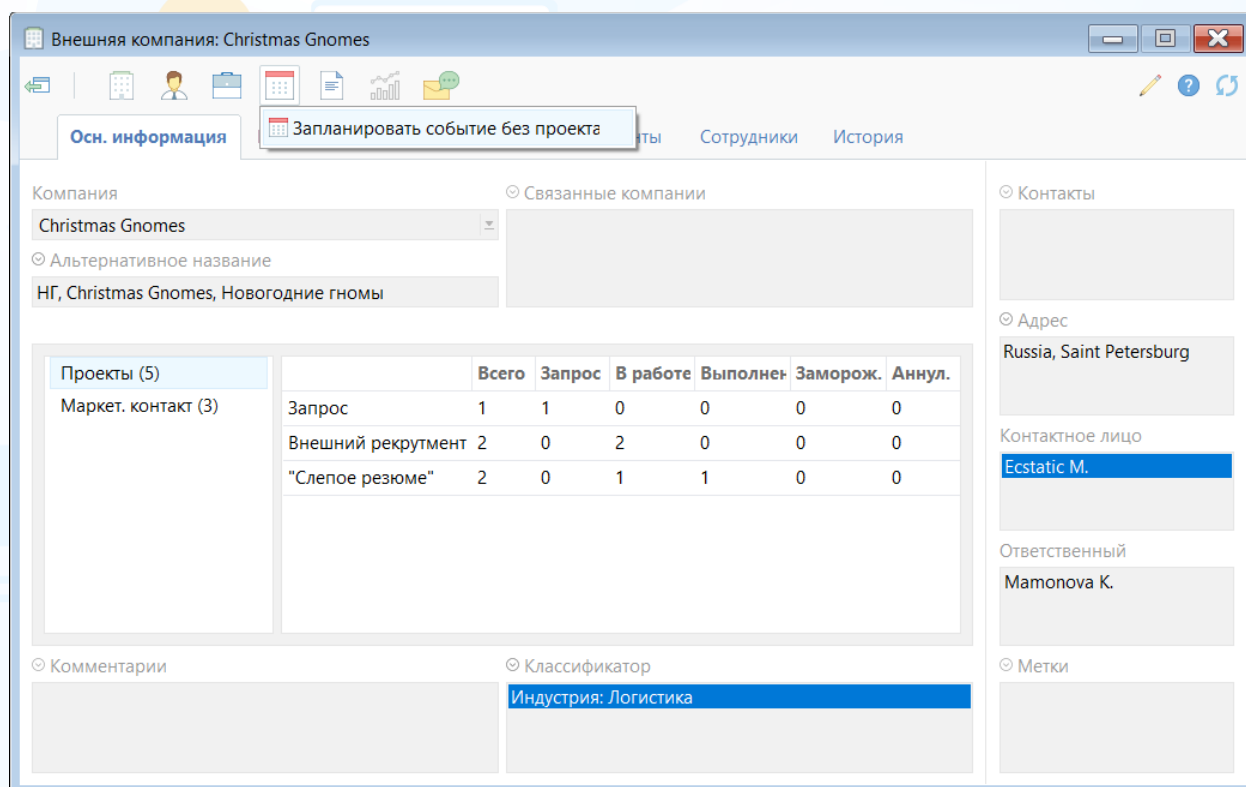 Внешняя компания: Christmas Gnomes
Запланировать событие без проекта
Осн. информация Сотрудники История
Компания
Christmas Gnomes
Альтернативное название
НГ, Christmas Gnomes, Новогодние гномы
Связанные компании
Контакты
Адрес
Russia, Saint Petersburg
Проекты (5)
Маркет. контакт (3)
Всего Запрос В работе Выполнен Заморож. Аннул.
Запрос 1 1 0 0 0 0
Внешний рекрутмент 2 0 2 0 0 0
"Слепое резюме" 2 0 1 1 0 0
Контактное лицо
Ecstatic M.
Ответственный
Mamonova K.
Комментарии
Классификатор
Индустрия: Логистика
Метки